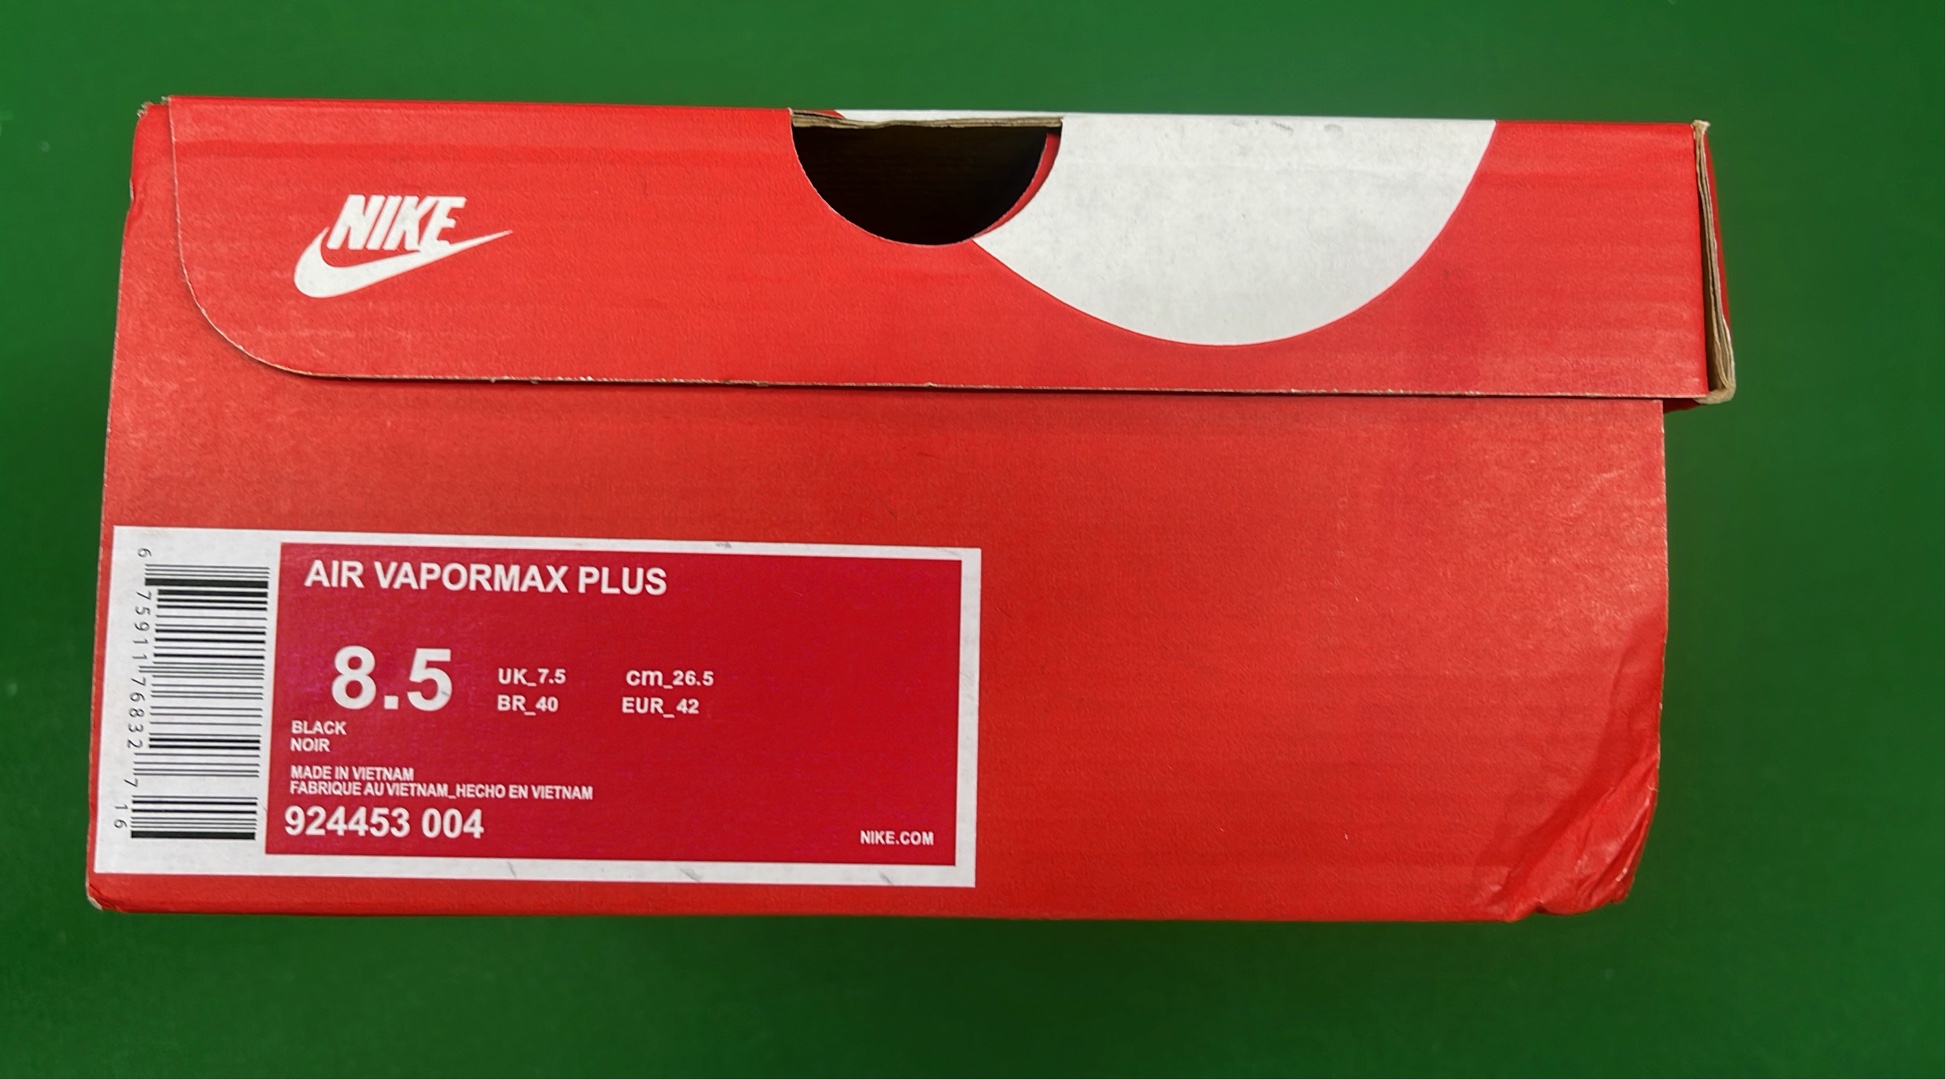 NIKE
AIR VAPORMAX PLUS
8.5
UK_7.5 cm_26.5
BR_40 EUR_42
BLACK
NOIR
MADE IN VIETNAM
FABRIQUE AU VIETNAM_HECHO EN VIETNAM
924453 004
NIKE.COM
6 75911 76832 7 16